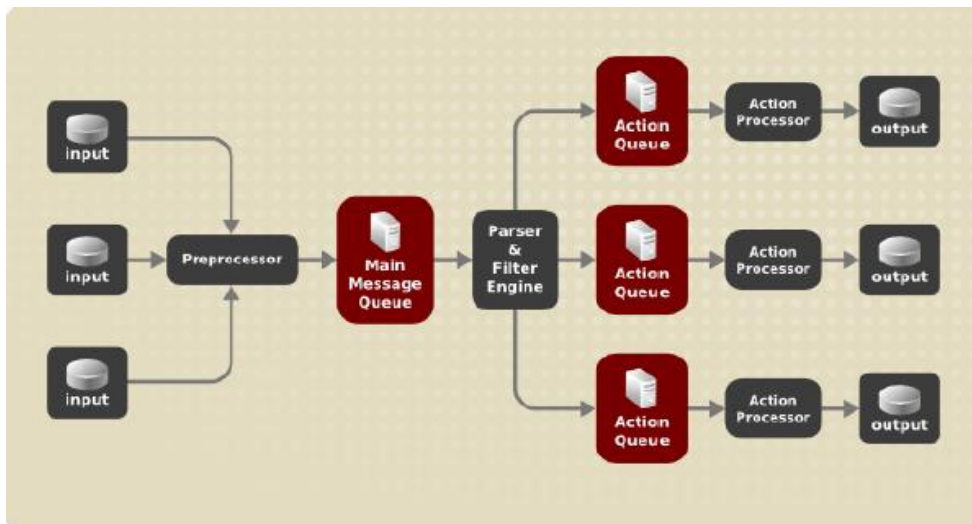 input
input
input
Preprocessor
Main
Message
Queue
Parser
&
Filter
Engine
Action
Queue
Action
Processor
output
Action
Queue
Action
Processor
output
Action
Queue
Action
Processor
output